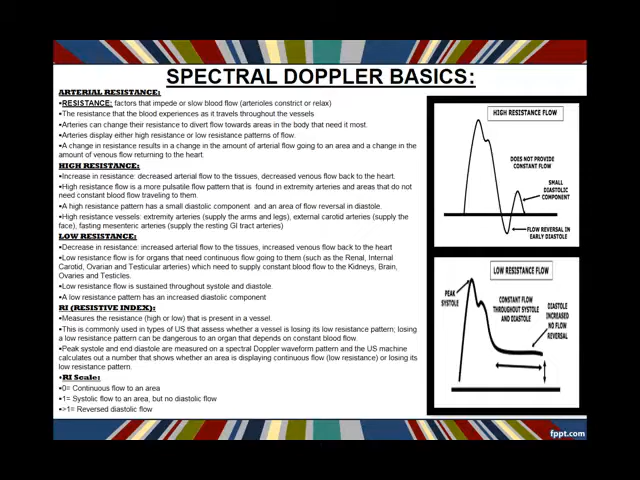 SPECTRAL DOPPLER BASICS:
ARTERIAL RESISTANCE:
▪RESISTANCE: factors that impede or slow blood flow (arterioles constrict or relax)
▪The resistance that the blood experiences as it travels throughout the vessels
▪Arteries can change their resistance to divert flow towards areas in the body that need it most.
▪Arteries display either high resistance or low resistance patterns of flow.
▪A change in resistance results in a change in the amount of arterial flow going to an area and a change in the
amount of venous flow returning to the heart.
HIGH RESISTANCE:
▪Increase in resistance: decreased arterial flow to the tissues, decreased venous flow back to the heart.
▪High resistance flow is a more pulsatile flow pattern that is found in extremity arteries and areas that do not
need constant blood flow traveling to them.
▪A high resistance pattern has a small diastolic component and an area of flow reversal in diastole.
▪High resistance vessels: extremity arteries (supply the arms and legs), external carotid arteries (supply the
face), fasting mesenteric arteries (supply the resting GI tract arteries)
LOW RESISTANCE:
▪Decrease in resistance: increased arterial flow to the tissues, increased venous flow back to the heart
▪Low resistance flow is for organs that need continuous flow going to them (such as the Renal, Internal
Carotid, Ovarian and Testicular arteries) which need to supply constant blood flow to the Kidneys, Brain,
Ovaries and Testicles.
▪Low resistance flow is sustained throughout systole and diastole.
▪A low resistance pattern has an increased diastolic component
RI (RESISTIVE INDEX):
▪Measures the resistance (high or low) that is present in a vessel.
▪This is commonly used in types of US that assess whether a vessel is losing its low resistance pattern; losing
a low resistance pattern can be dangerous to an organ that depends on constant blood flow.
▪Peak systole and end diastole are measured on a spectral Doppler waveform pattern and the US machine
calculates out a number that shows whether an area is displaying continuous flow (low resistance) or losing its
low resistance pattern.
▪RI Scale:
▪0= Continuous flow to an area
▪1= Systolic flow to an area, but no diastolic flow
▪>1= Reversed diastolic flow
HIGH RESISTANCE FLOW
DOES NOT PROVIDE
CONSTANT FLOW
SMALL
DIASTOLIC
COMPONENT
FLOW REVERSAL IN
EARLY DIASTOLE
LOW RESISTANCE FLOW
PEAK
SYSTOLE
CONSTANT FLOW
THROUGHOUT SYSTOLE
AND DIASTOLE
DIASTOLE
INCREASED
NO FLOW
REVERSAL
fppt.com